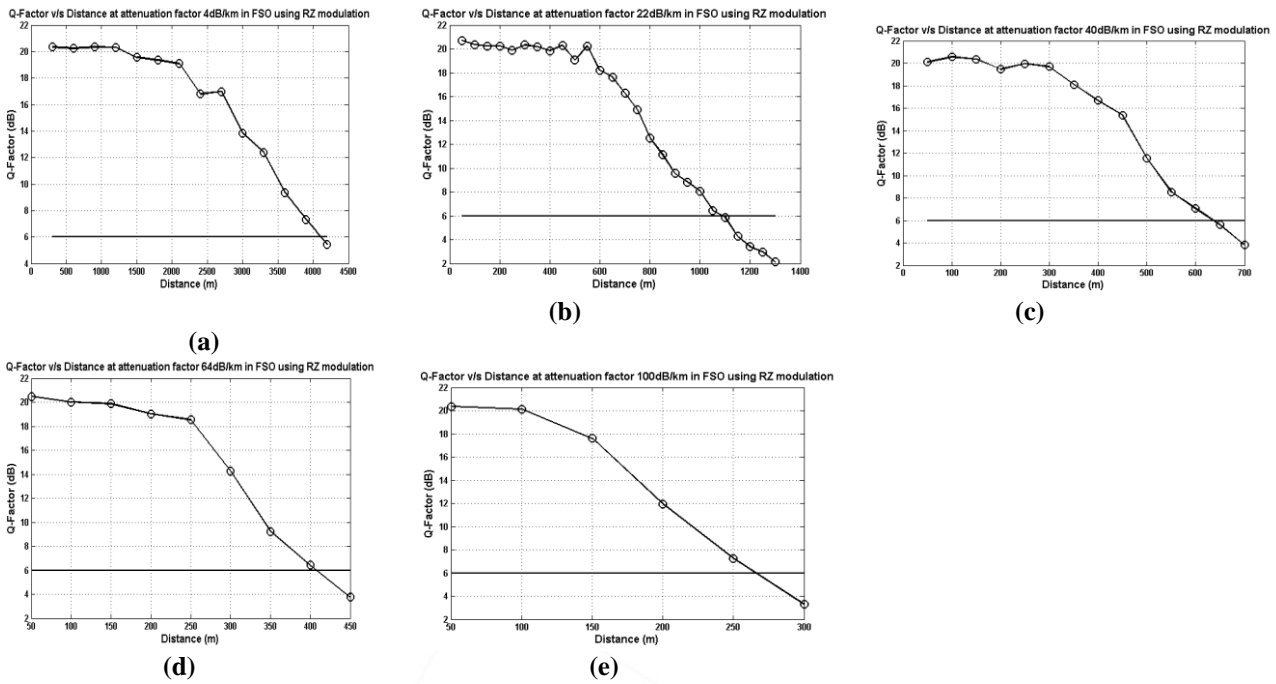 Q-Factor v/s Distance at attenuation factor 4dB/km in FSO using RZ modulation
22
20
18
16
14
12
10
8
6
4
Q-Factor (dB)
0 500 1000 1500 2000 2500 3000 3500 4000 4500
Distance (m)
(a)
Q-Factor v/s Distance at attenuation factor 22dB/km in FSO using RZ modulation
22
20
18
16
14
12
10
8
6
4
2
Q-Factor (dB)
0 200 400 600 800 1000 1200 1400
Distance (m)
(b)
Q-Factor v/s Distance at attenuation factor 40dB/km in FSO using RZ modulation
22
20
18
16
14
12
10
8
6
4
2
Q-Factor (dB)
0 100 200 300 400 500 600 700
Distance (m)
(c)
Q-Factor v/s Distance at attenuation factor 64dB/km in FSO using RZ modulation
22
20
18
16
14
12
10
8
6
4
2
Q-Factor (dB)
50 100 150 200 250 300 350 400 450
Distance (m)
(d)
Q-Factor v/s Distance at attenuation factor 100dB/km in FSO using RZ modulation
22
20
18
16
14
12
10
8
6
4
2
Q-Factor (dB)
50 100 150 200 250 300
Distance (m)
(e)